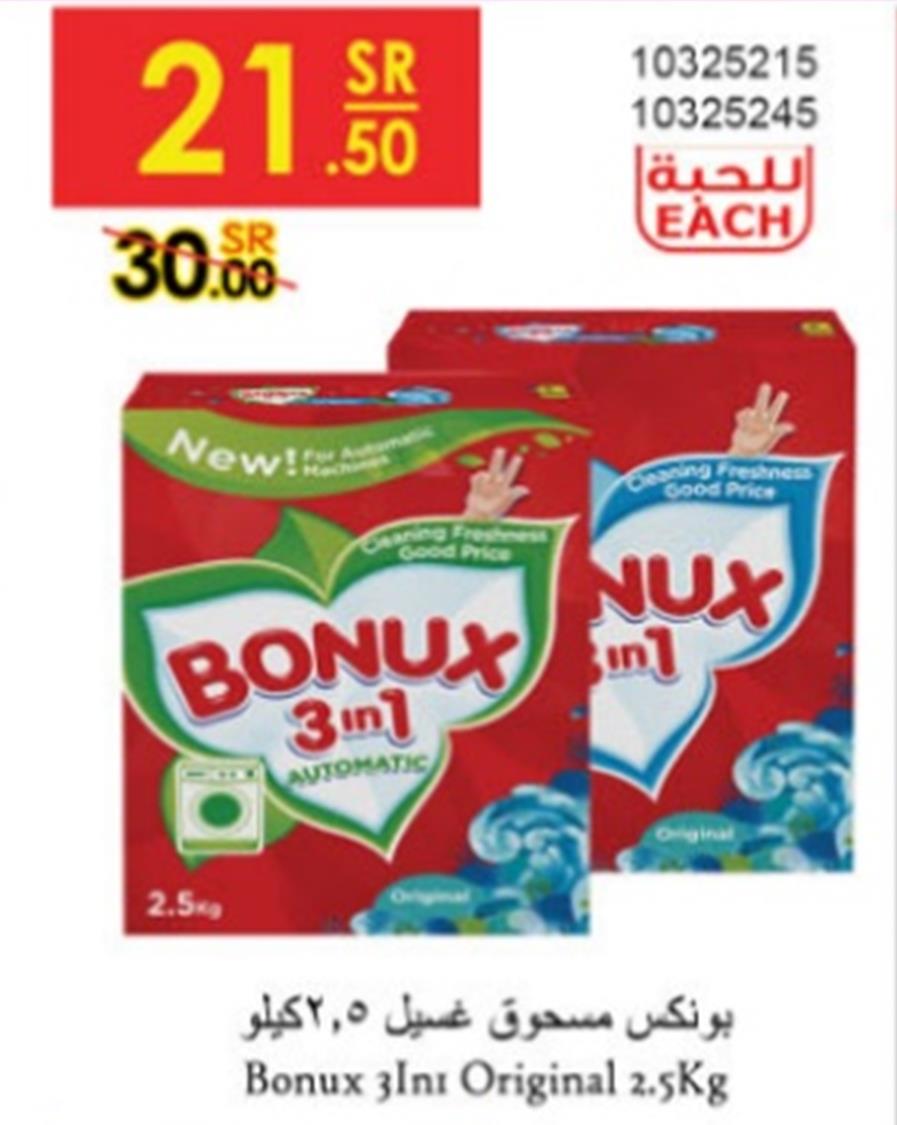 21 SR
.50
10325215
10325245
للحبة
EACH
30.00 SR
New! For Automatic
Machines
Cleaning Freshness
Good Price
BONUX
3in1
AUTOMATIC
2.5Kg
Original
Cleaning Freshness
Good Price
NUX
in1
Original
بونكس مسحوق غسيل ٢,٥كيلو
Bonux 3In1 Original 2.5Kg